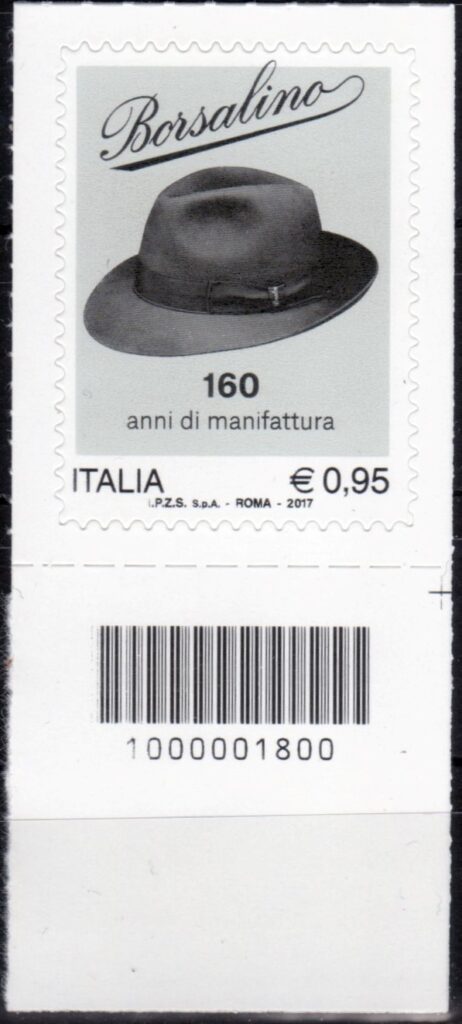 Borsalino
160
anni di manifattura
ITALIA € 0,95
I.P.Z.S. S.p.A. - ROMA - 2017
1000001800